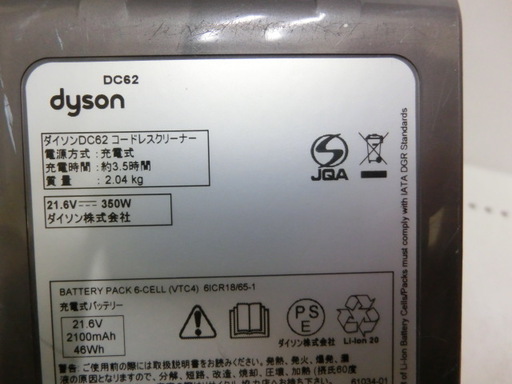 DC62
dyson
ダイソンDC62 コードレスクリーナー
電源方式：充電式
充電時間：約3.5時間
質量：2.04 kg
21.6V⎓350W
ダイソン株式会社
JQA
BATTERY PACK 6-CELL (VTC4) 6ICR18/65-1
充電式バッテリー
21.6V
2100mAh
46Wh
PS
E
ダイソン株式会社
Li-Ion 20
警告：ご使用前の際には取扱説明書をお読みください。発熱、発火、爆発、漏
液の原因となりますので、分解、短絡、改造、焼却、圧壊、加熱（摂氏60度
61034-01
of Li-Ion Battery Cells/Packs must comply with IATA DGR Standards